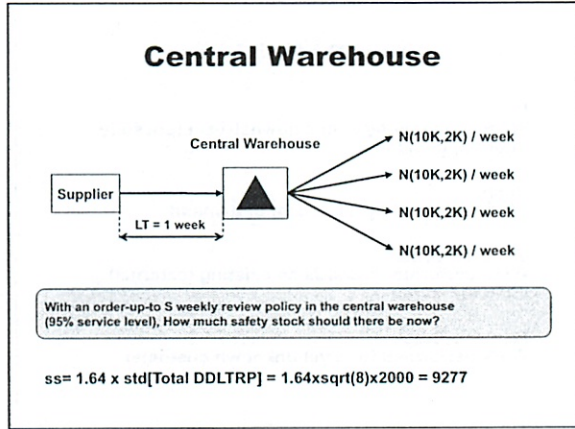 Central Warehouse
Central Warehouse
N(10K,2K) / week
N(10K,2K) / week
Supplier
N(10K,2K) / week
LT = 1 week
N(10K,2K) / week
With an order-up-to S weekly review policy in the central warehouse
(95% service level), How much safety stock should there be now?
ss= 1.64 x std[Total DDLTRP] = 1.64xsqrt(8)x2000 = 9277